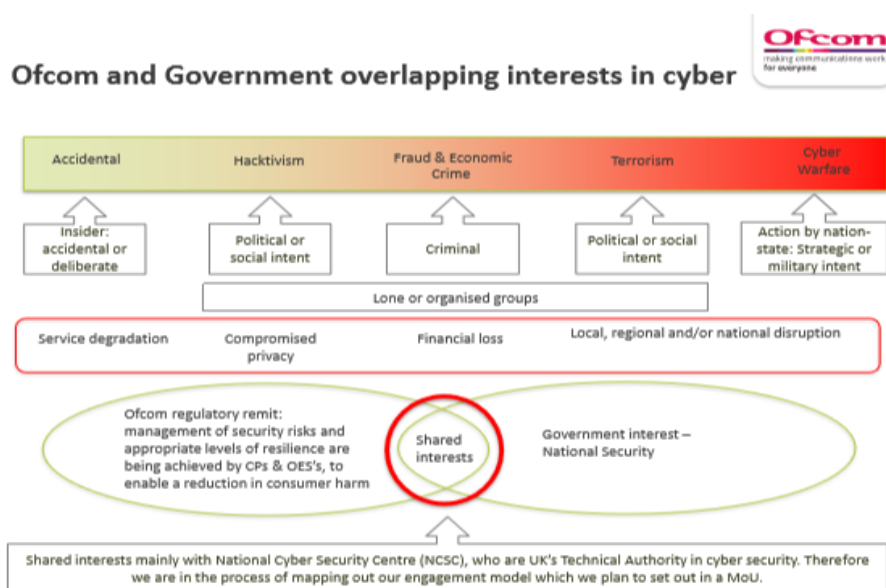 Ofcom
making communications work
for everyone
Ofcom and Government overlapping interests in cyber
Accidental
Hacktivism
Fraud & Economic
Crime
Terrorism
Cyber
Warfare
Insider:
accidental or
deliberate
Political or
social intent
Criminal
Political or social
intent
Action by nation-
state: Strategic or
military intent
Lone or organised groups
Service degradation
Compromised
privacy
Financial loss
Local, regional and/or national disruption
Ofcom regulatory remit:
management of security risks and
appropriate levels of resilience are
being achieved by CPs & OES's, to
enable a reduction in consumer harm
Shared
interests
Government interest –
National Security
Shared interests mainly with National Cyber Security Centre (NCSC), who are UK's Technical Authority in cyber security. Therefore
we are in the process of mapping out our engagement model which we plan to set out in a MoU.